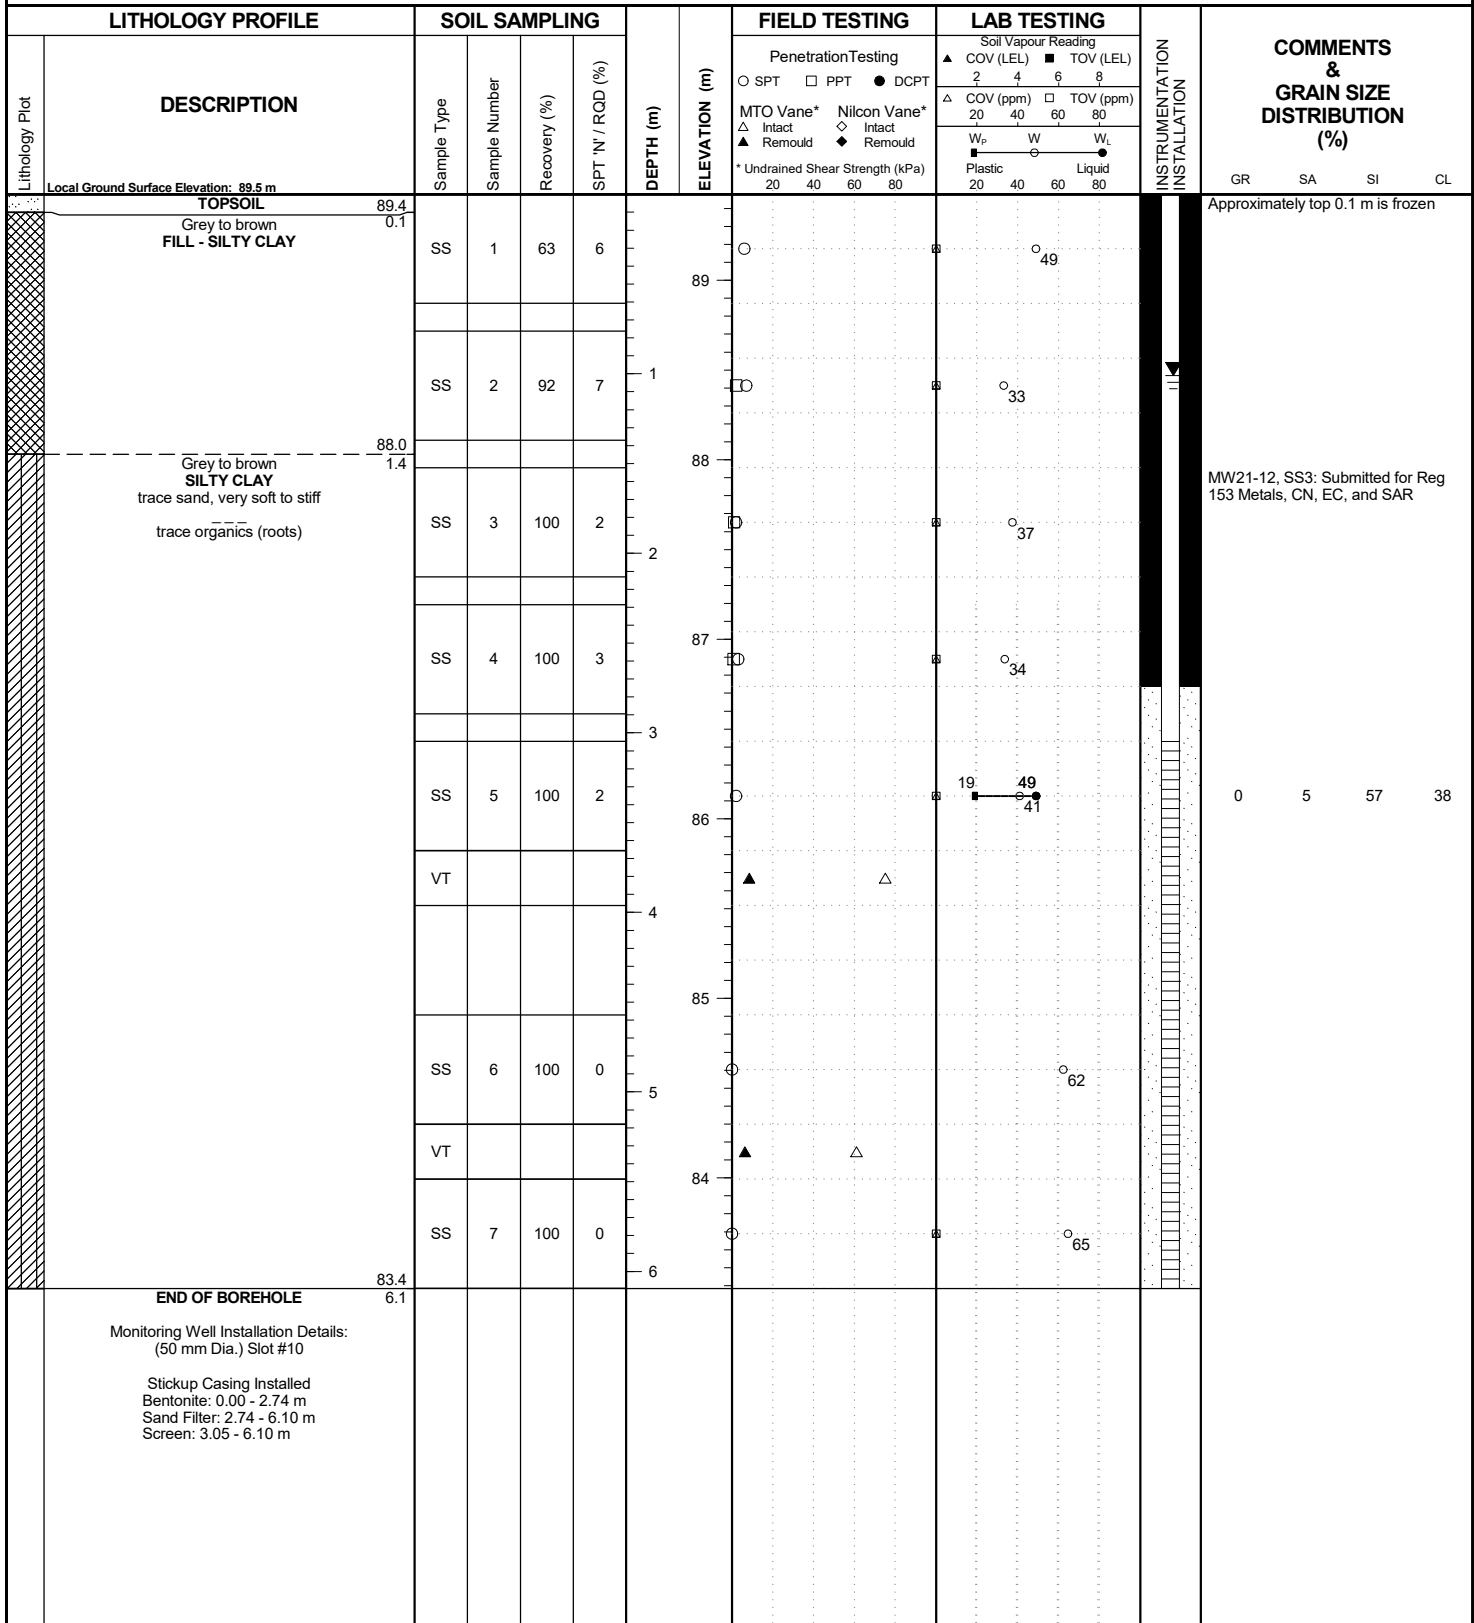 LITHOLOGY PROFILE
SOIL SAMPLING
FIELD TESTING
LAB TESTING
Lithology Plot
DESCRIPTION
Local Ground Surface Elevation: 89.5 m
Sample Type
Sample Number
Recovery (%)
SPT 'N' / RQD (%)
DEPTH (m)
ELEVATION (m)
PenetrationTesting
○ SPT □ PPT ● DCPT
MTO Vane* Nilcon Vane*
△ Intact ◇ Intact
▲ Remould ◆ Remould
* Undrained Shear Strength (kPa)
20 40 60 80
Soil Vapour Reading
▲ COV (LEL) ■ TOV (LEL)
2 4 6 8
△ COV (ppm) □ TOV (ppm)
20 40 60 80
WP W WL
Plastic Liquid
20 40 60 80
INSTRUMENTATION
INSTALLATION
COMMENTS
&
GRAIN SIZE
DISTRIBUTION
(%)
GR SA SI CL
TOPSOIL 89.4
0.1
Approximately top 0.1 m is frozen
Grey to brown
FILL - SILTY CLAY
SS 1 63 6
49
89
1
SS 2 92 7
33
88.0
88
Grey to brown 1.4
SILTY CLAY
trace sand, very soft to stiff
trace organics (roots)
MW21-12, SS3: Submitted for Reg
153 Metals, CN, EC, and SAR
SS 3 100 2
37
2
87
SS 4 100 3
34
3
19 49
SS 5 100 2
41
0 5 57 38
86
VT
4
85
SS 6 100 0
62
5
VT
84
SS 7 100 0
65
6
83.4
END OF BOREHOLE 6.1
Monitoring Well Installation Details:
(50 mm Dia.) Slot #10
Stickup Casing Installed
Bentonite: 0.00 - 2.74 m
Sand Filter: 2.74 - 6.10 m
Screen: 3.05 - 6.10 m